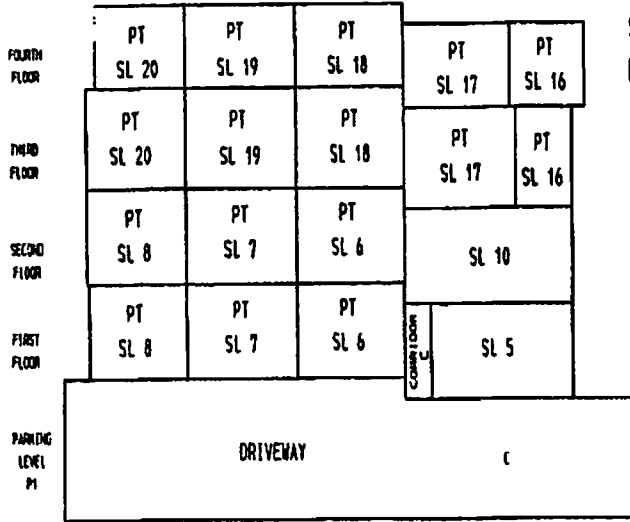 FOURTH
FLOOR
PT
SL 20
PT
SL 19
PT
SL 18
PT
SL 17
PT
SL 16
THIRD
FLOOR
PT
SL 20
PT
SL 19
PT
SL 18
PT
SL 17
PT
SL 16
SECOND
FLOOR
PT
SL 8
PT
SL 7
PT
SL 6
SL 10
FIRST
FLOOR
PT
SL 8
PT
SL 7
PT
SL 6
CORRIDOR
C
SL 5
PARKING
LEVEL
P1
DRIVEWAY
C